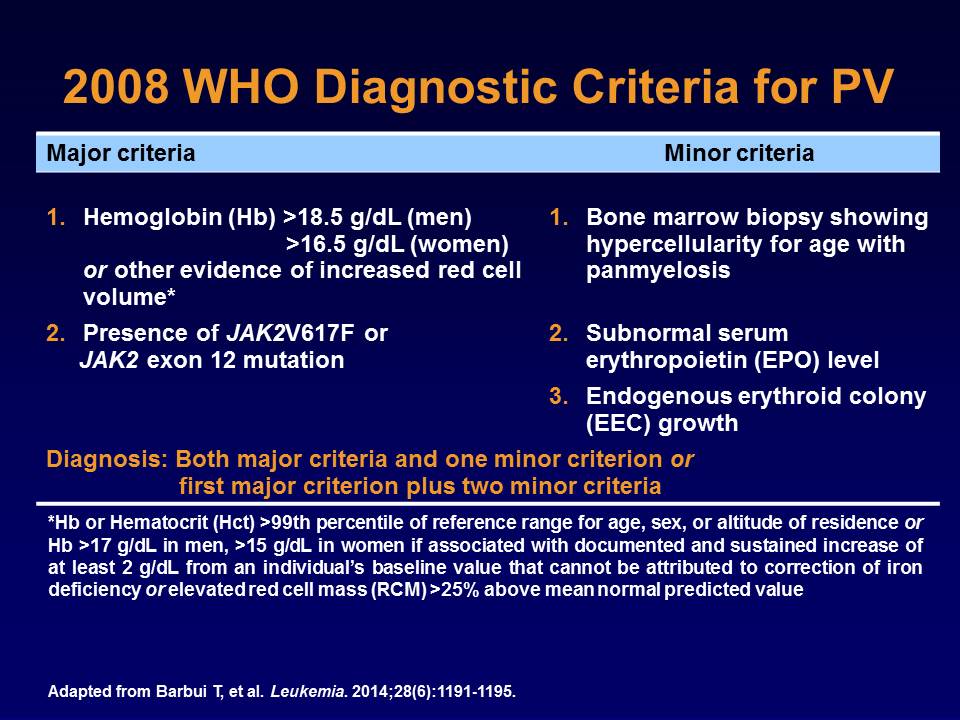 2008 WHO Diagnostic Criteria for PV
Major criteria
Minor criteria
1. Hemoglobin (Hb) >18.5 g/dL (men)
>16.5 g/dL (women)
or other evidence of increased red cell
volume*
2. Presence of JAK2V617F or
JAK2 exon 12 mutation
1. Bone marrow biopsy showing
hypercellularity for age with
panmyelosis
2. Subnormal serum
erythropoietin (EPO) level
3. Endogenous erythroid colony
(EEC) growth
Diagnosis: Both major criteria and one minor criterion or
first major criterion plus two minor criteria
*Hb or Hematocrit (Hct) >99th percentile of reference range for age, sex, or altitude of residence or
Hb >17 g/dL in men, >15 g/dL in women if associated with documented and sustained increase of
at least 2 g/dL from an individual’s baseline value that cannot be attributed to correction of iron
deficiency or elevated red cell mass (RCM) >25% above mean normal predicted value
Adapted from Barbui T, et al. Leukemia. 2014;28(6):1191-1195.